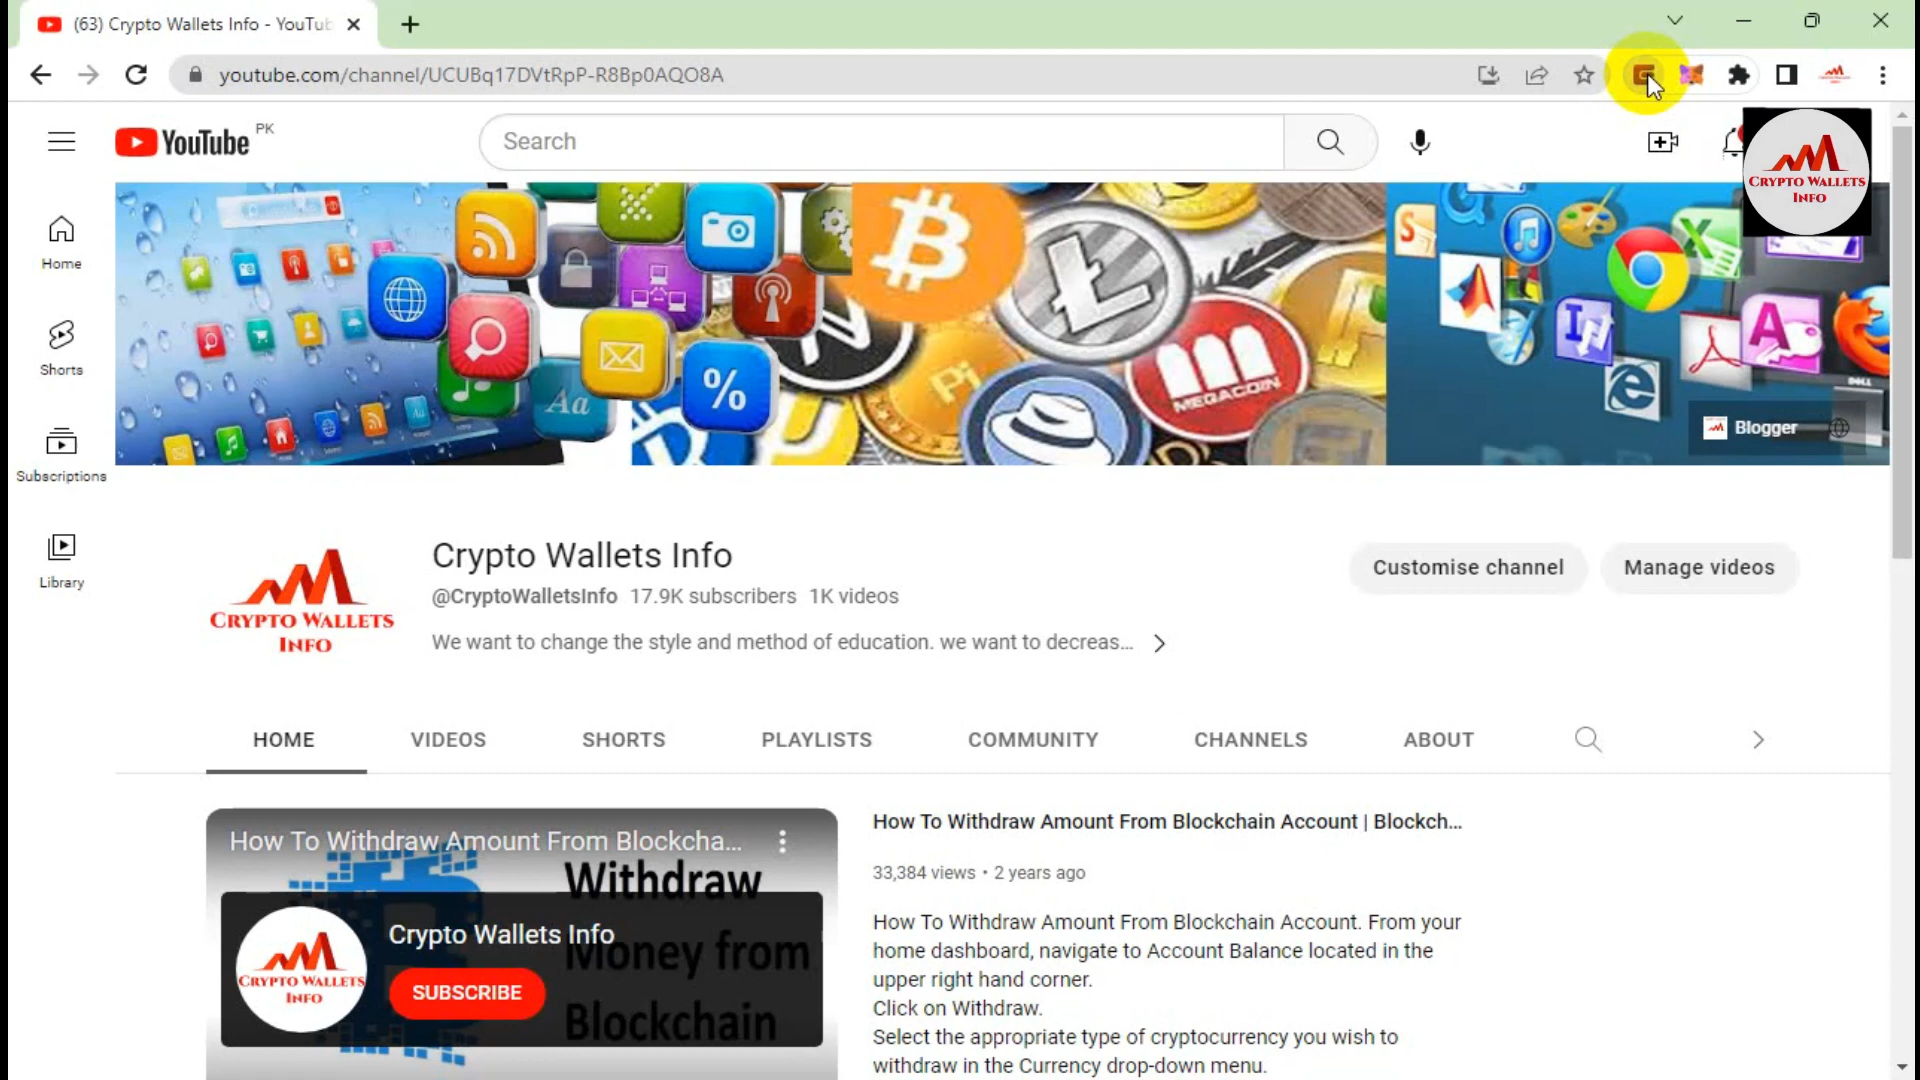 (63) Crypto Wallets Info - YouTub
youtube.com/channel/UCUBq17DVtRpP-R8Bp0AQO8A
YouTube PK
Search
CRYPTO WALLETS
INFO
Home
Shorts
Subscriptions
Library
Aa
%
Pi
MEGACOIN
DELL
Blogger
CRYPTO WALLETS
INFO
Crypto Wallets Info
@CryptoWalletsInfo 17.9K subscribers 1K videos
We want to change the style and method of education. we want to decreas...
Customise channel
Manage videos
HOME
VIDEOS
SHORTS
PLAYLISTS
COMMUNITY
CHANNELS
ABOUT
How To Withdraw Amount From Blockcha...
Withdraw
Money from
Blockchain
CRYPTO WALLETS
INFO
Crypto Wallets Info
SUBSCRIBE
How To Withdraw Amount From Blockchain Account | Blockch...
33,384 views • 2 years ago
How To Withdraw Amount From Blockchain Account. From your
home dashboard, navigate to Account Balance located in the
upper right hand corner.
Click on Withdraw.
Select the appropriate type of cryptocurrency you wish to
withdraw in the Currency drop-down menu.